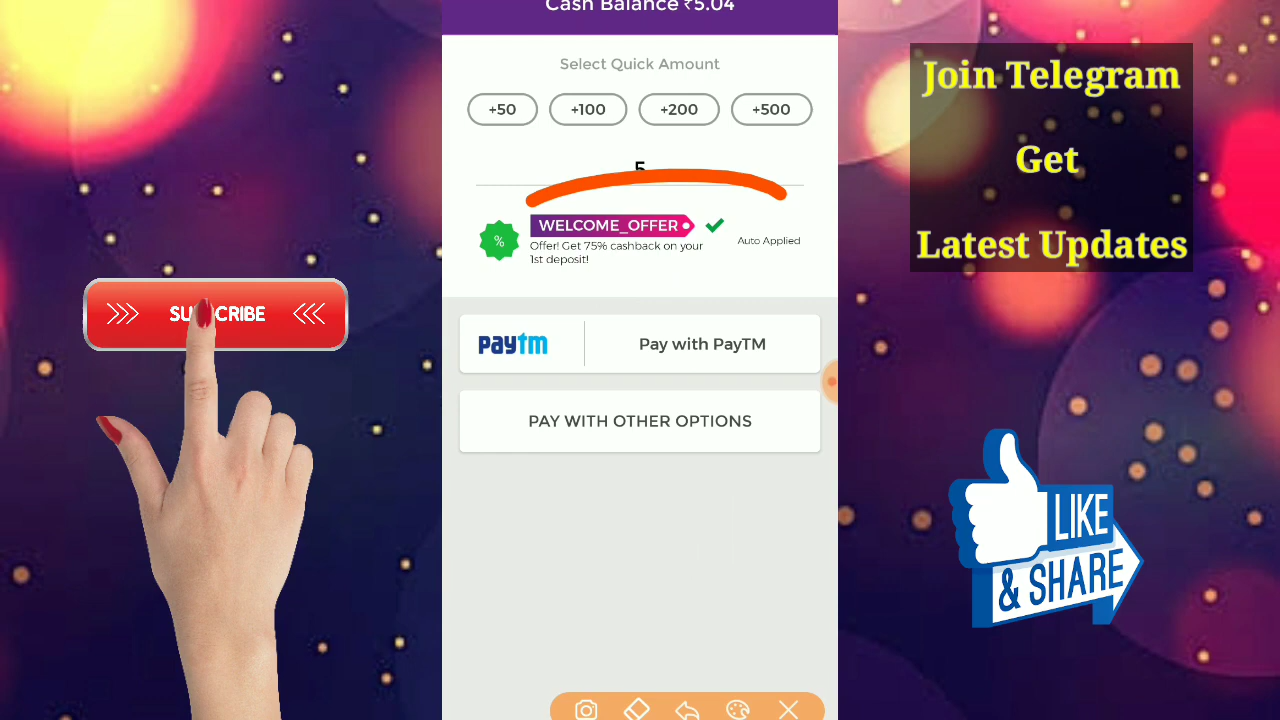 Cash Balance ₹5.04
Select Quick Amount
+50 +100 +200 +500
5
% WELCOME_OFFER
Offer! Get 75% cashback on your
1st deposit!
Auto Applied
paytm Pay with PayTM
PAY WITH OTHER OPTIONS
SUBSCRIBE
Join Telegram
Get
Latest Updates
LIKE
& SHARE